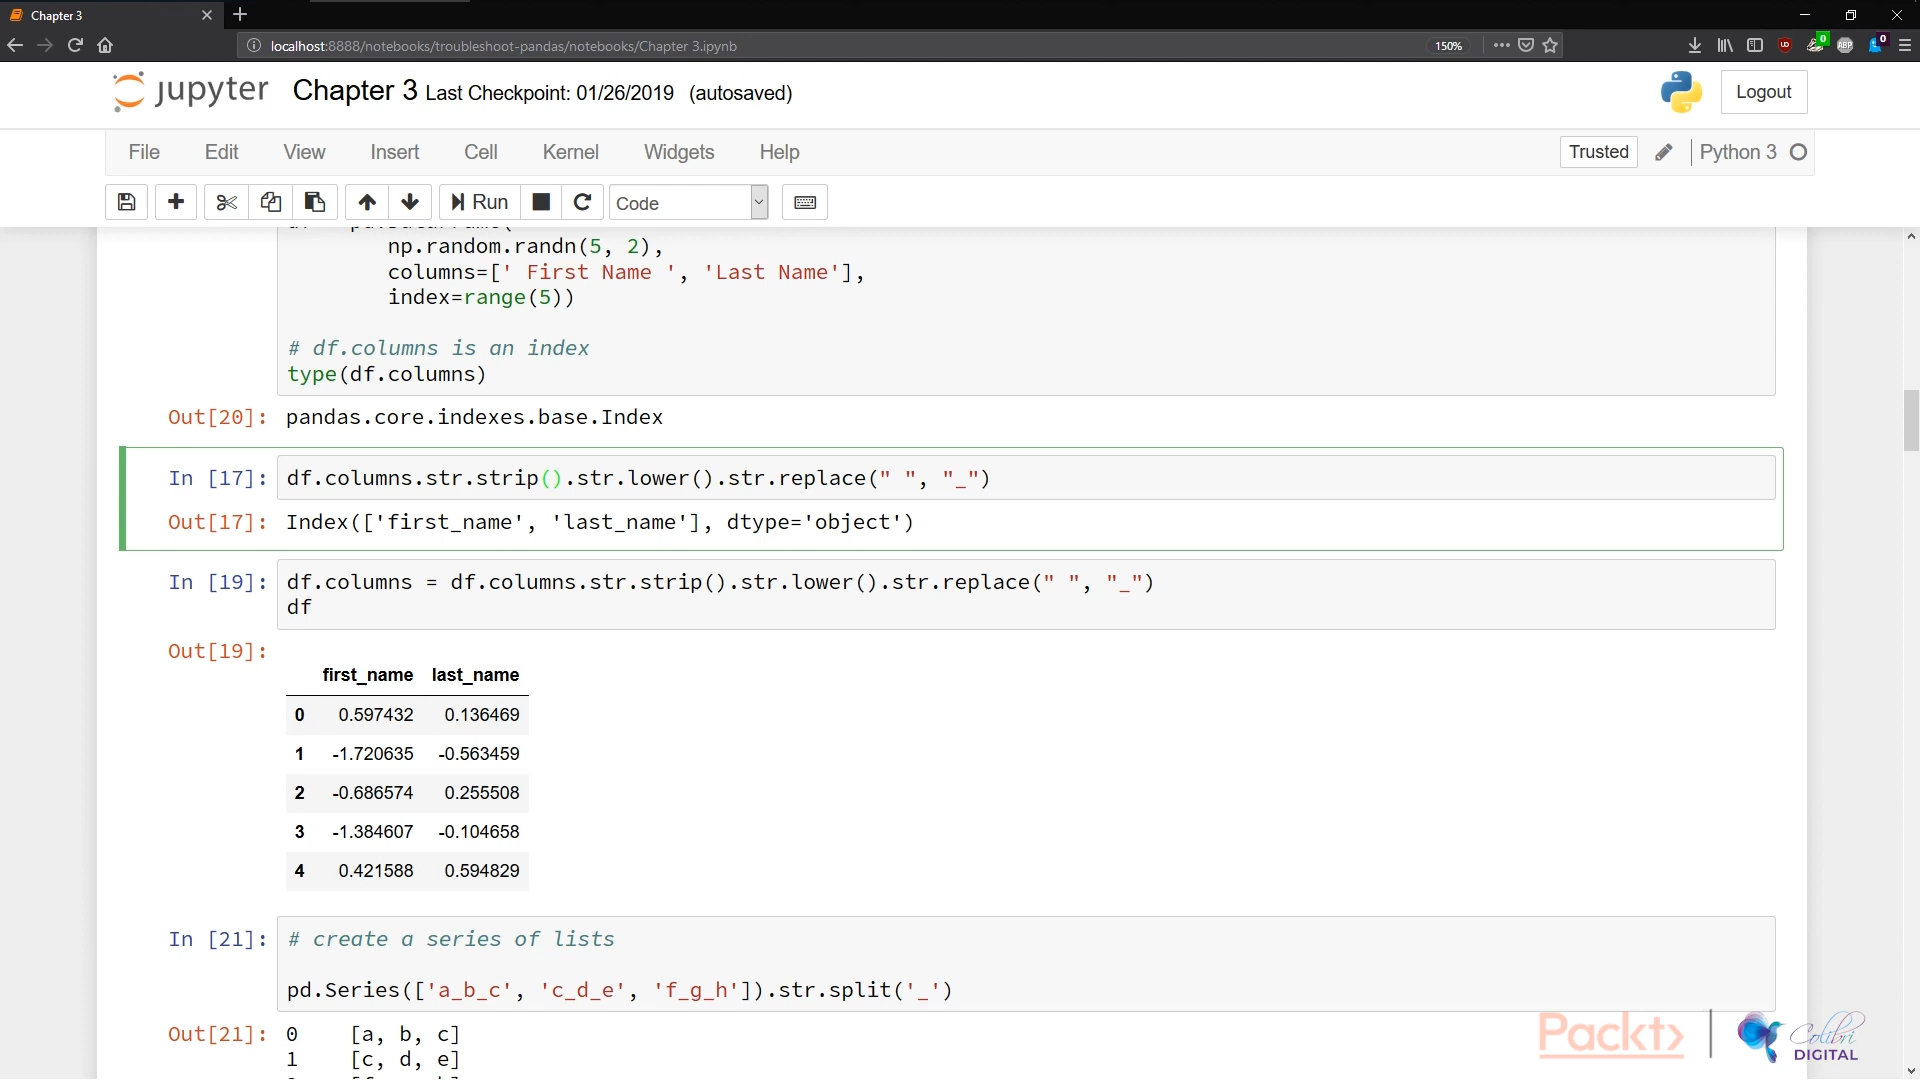 Chapter 3
localhost:8888/notebooks/troubleshoot-pandas/notebooks/Chapter 3.ipynb
150%
UD
0
ABP
0
jupyter Chapter 3 Last Checkpoint: 01/26/2019 (autosaved)
Logout
File Edit View Insert Cell Kernel Widgets Help
Trusted
Python 3
Run
Code
np.random.randn(5, 2),
columns=[' First Name ', 'Last Name'],
index=range(5))
# df.columns is an index
type(df.columns)
Out[20]: pandas.core.indexes.base.Index
In [17]: df.columns.str.strip().str.lower().str.replace(" ", "_")
Out[17]: Index(['first_name', 'last_name'], dtype='object')
In [19]: df.columns = df.columns.str.strip().str.lower().str.replace(" ", "_")
df
Out[19]:
first_name last_name
0 0.597432 0.136469
1 -1.720635 -0.563459
2 -0.686574 0.255508
3 -1.384607 -0.104658
4 0.421588 0.594829
In [21]: # create a series of lists
pd.Series(['a_b_c', 'c_d_e', 'f_g_h']).str.split('_')
Out[21]: 0 [a, b, c]
1 [c, d, e]
Packt>
Colibri
DIGITAL